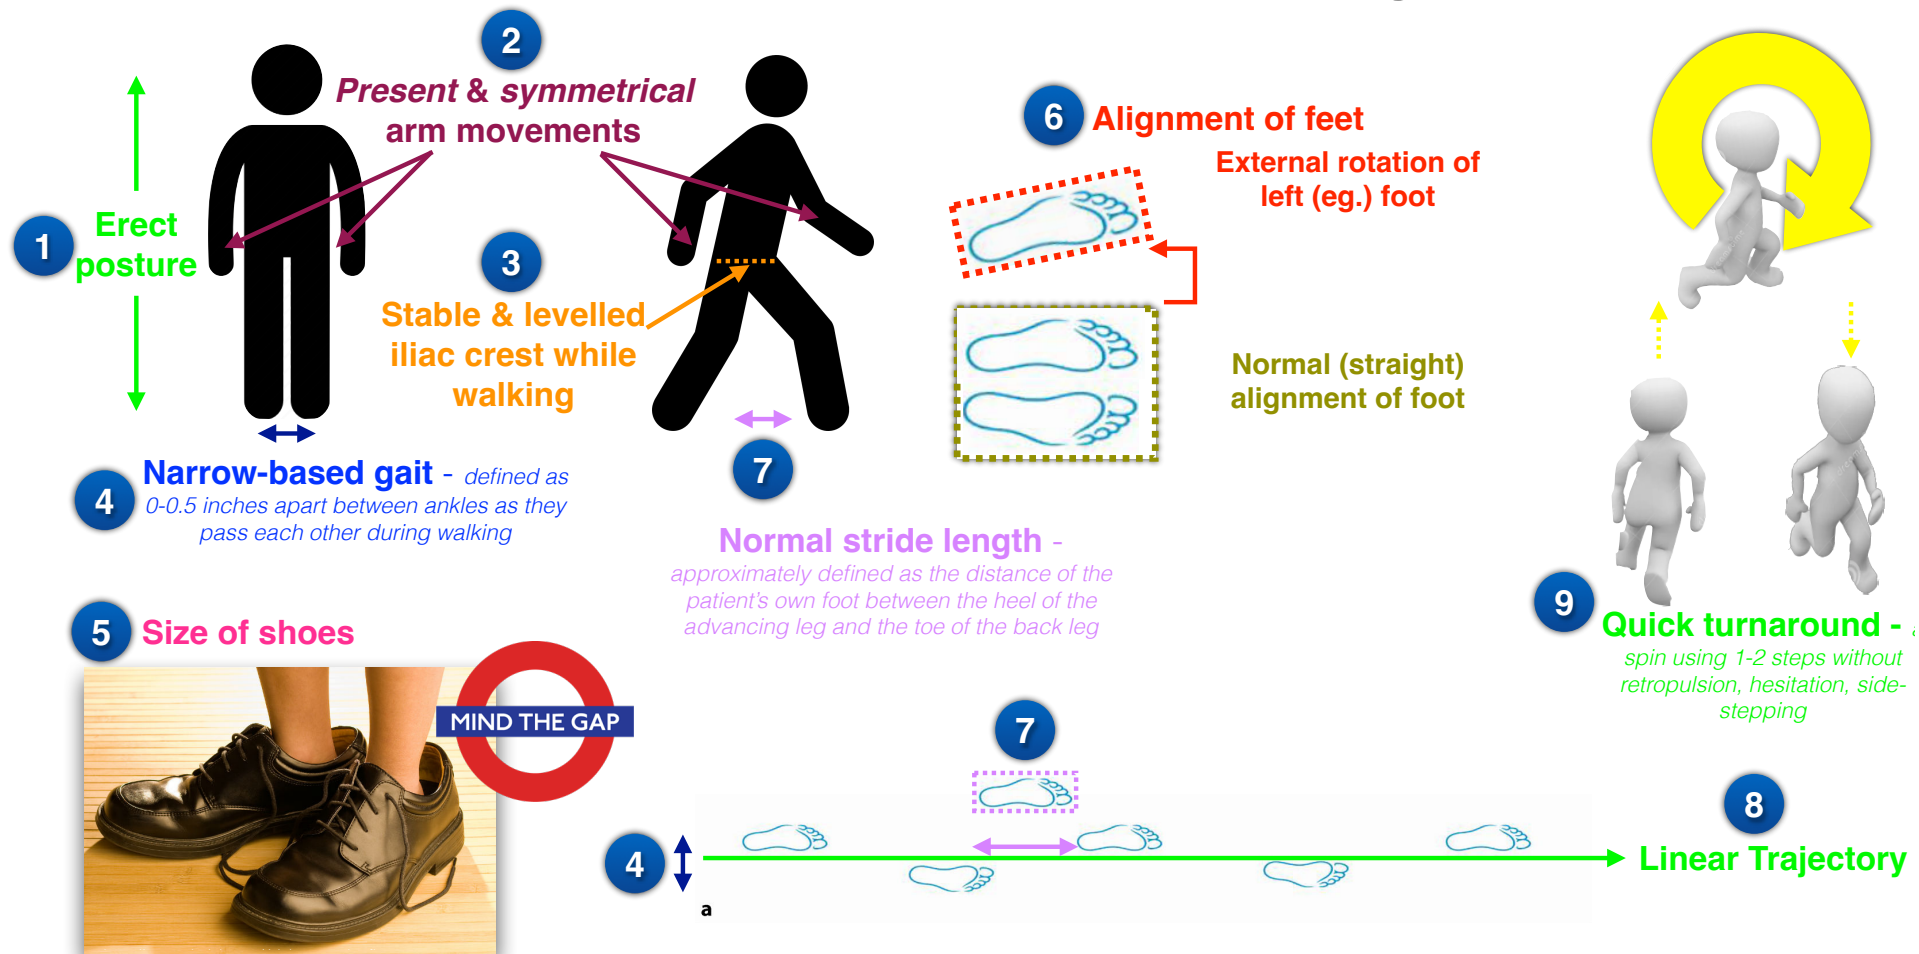 1
Erect
posture
2
Present & symmetrical
arm movements
3
Stable & levelled
iliac crest while
walking
4
Narrow-based gait - defined as
0-0.5 inches apart between ankles as they
pass each other during walking
5
Size of shoes
MIND THE GAP
6
Alignment of feet
External rotation of
left (eg.) foot
Normal (straight)
alignment of foot
7
Normal stride length -
approximately defined as the distance of the
patient's own foot between the heel of the
advancing leg and the toe of the back leg
7
4
a
8
Linear Trajectory
9
Quick turnaround -
spin using 1-2 steps without
retropulsion, hesitation, side-
stepping